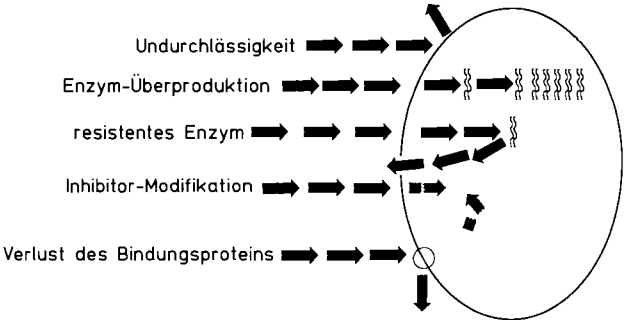 Undurchlässigkeit
Enzym-Überproduktion
resistentes Enzym
Inhibitor-Modifikation
Verlust des Bindungsproteins